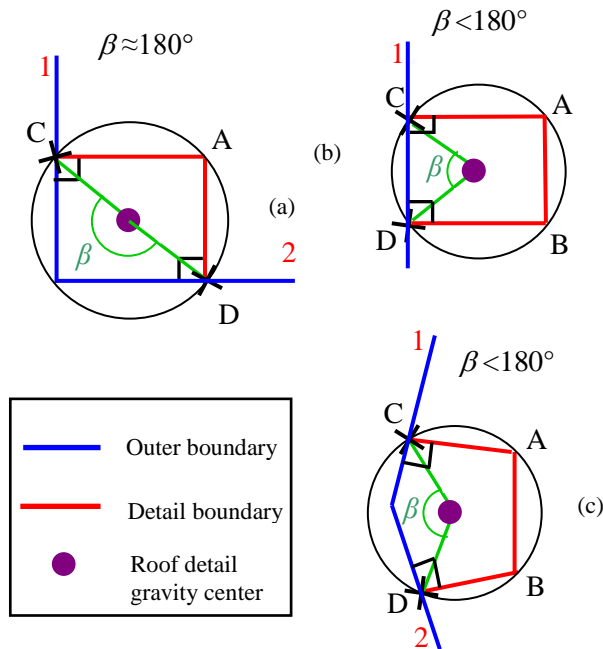 β≈180°
1
C
A
(a)
β
2
D
β<180°
1
C
A
(b)
β
D
B
β<180°
1
C
A
β
(c)
D
B
2
Outer boundary
Detail boundary
Roof detail
gravity center